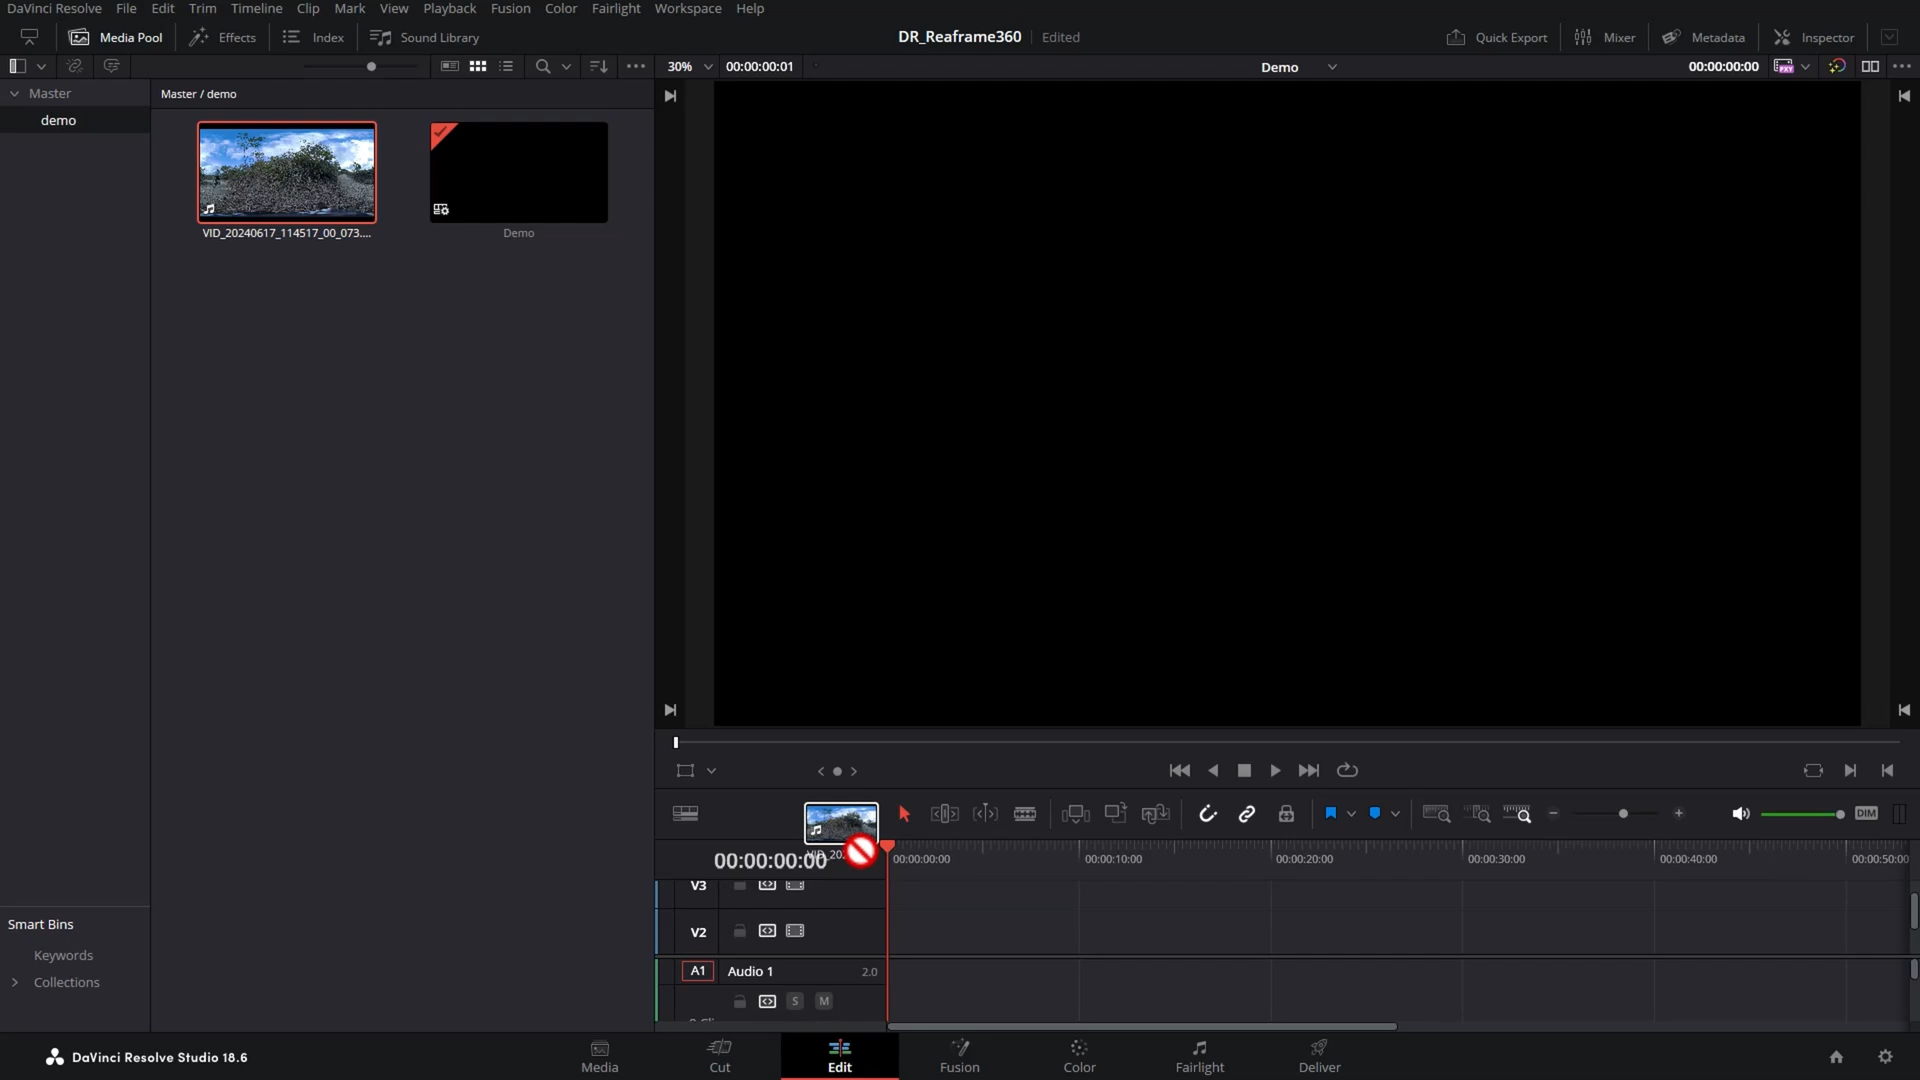 DaVinci Resolve File Edit Trim Timeline Clip Mark View Playback Fusion Color Fairlight Workspace Help
Media Pool Effects Index Sound Library DR_Reaframe360 Edited Quick Export Mixer Metadata Inspector
30% 00:00:00:01 Demo 00:00:00:00
Master Master / demo
demo
VID_20240617_114517_00_073.... Demo
00:00:00:00 00:00:00:00 00:00:10:00 00:00:20:00 00:00:30:00 00:00:40:00 00:00:50:00
DIM
V3
V2
A1 Audio 1 2.0
S M
Smart Bins
Keywords
Collections
DaVinci Resolve Studio 18.6
Media Cut Edit Fusion Color Fairlight Deliver